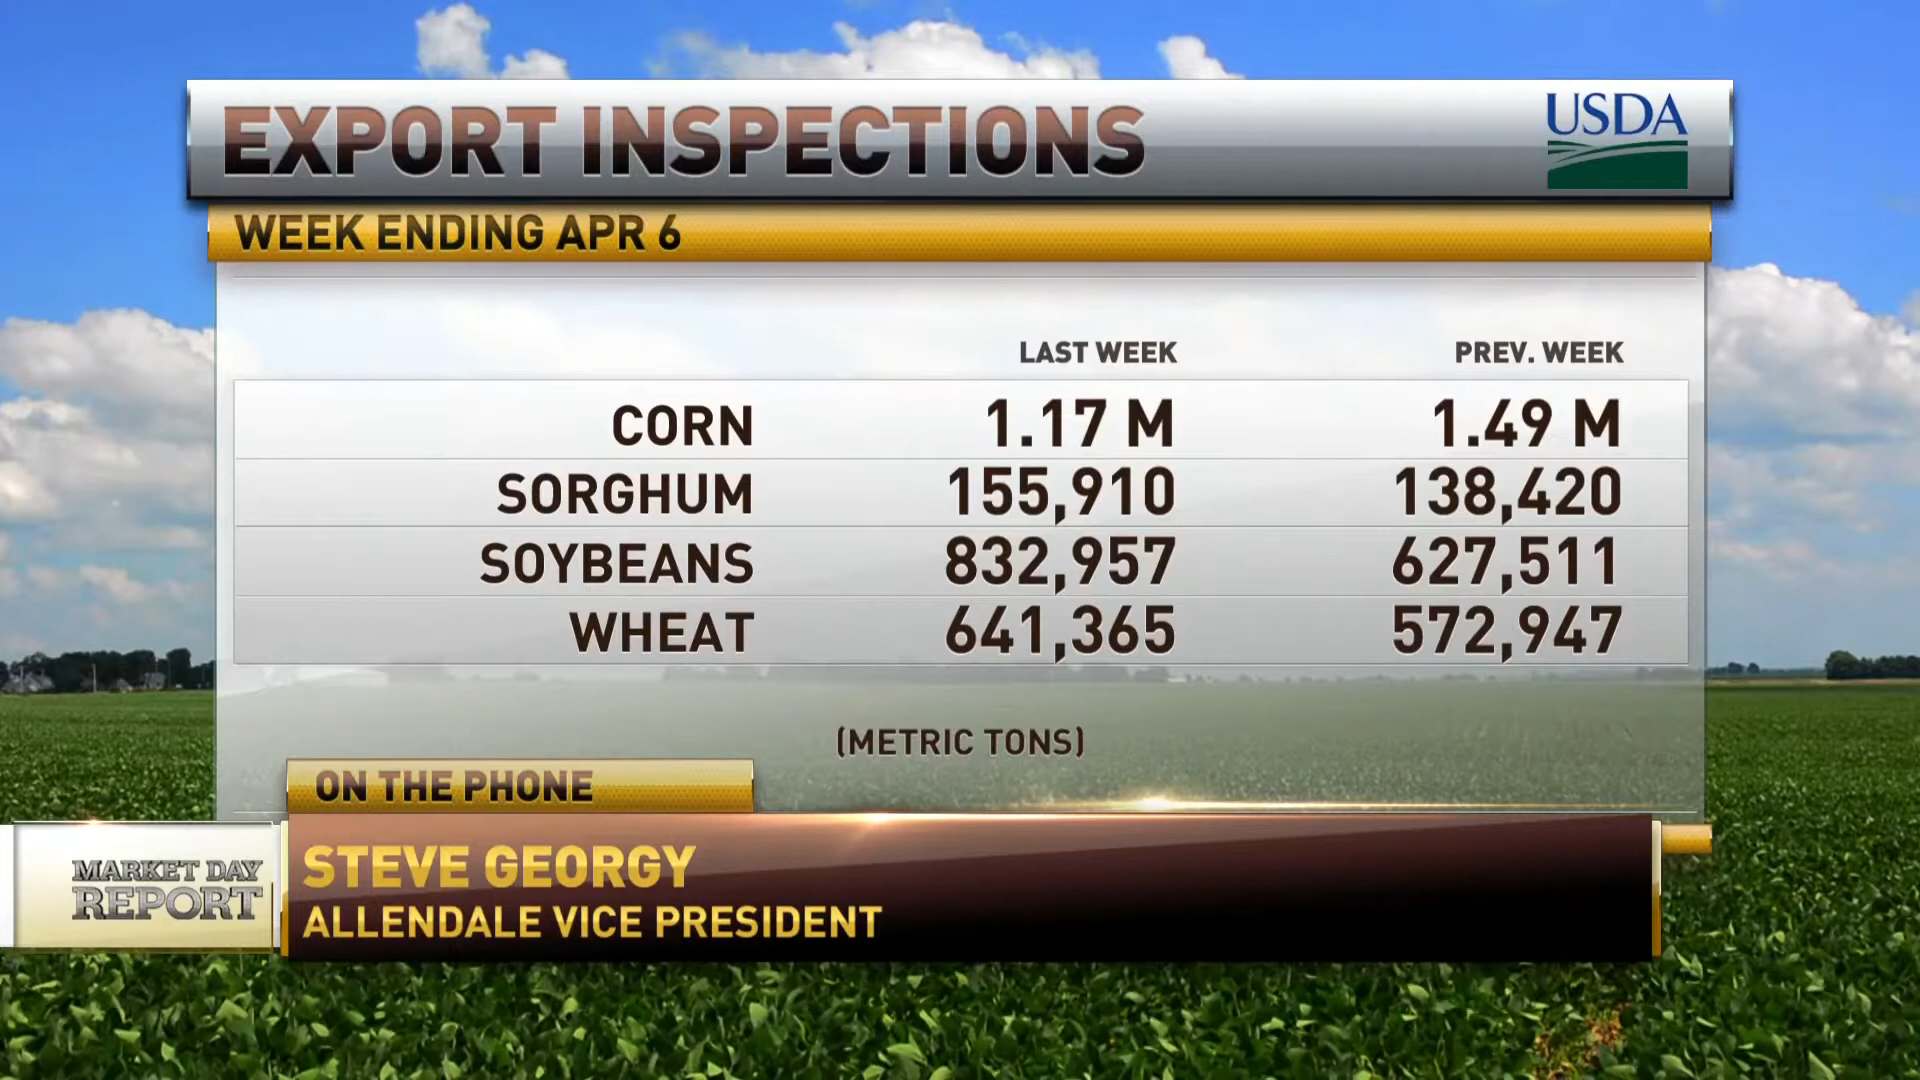 EXPORT INSPECTIONS
USDA
WEEK ENDING APR 6
LAST WEEK PREV. WEEK
CORN 1.17 M 1.49 M
SORGHUM 155,910 138,420
SOYBEANS 832,957 627,511
WHEAT 641,365 572,947
(METRIC TONS)
ON THE PHONE
MARKET DAY
REPORT
STEVE GEORGY
ALLENDALE VICE PRESIDENT